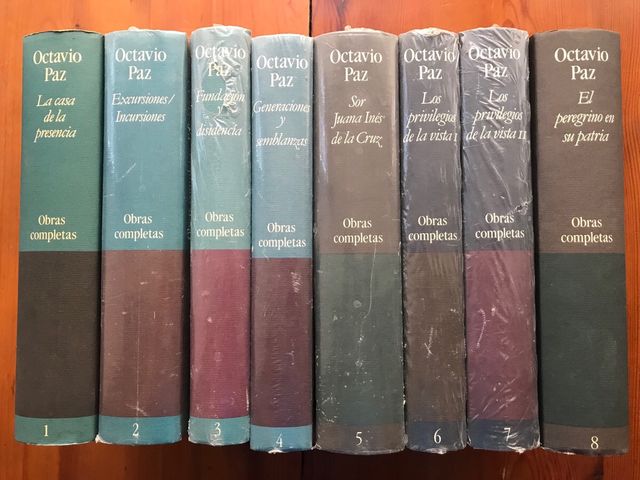 Octavio
Paz
La casa
de la
presencia
Obras
completas
1
Octavio
Paz
Excursiones/
Incursiones
Obras
completas
2
Octavio
Paz
Fundación
y
disidencia
Obras
completas
3
Octavio
Paz
Generaciones
y
semblanzas
Obras
completas
4
Octavio
Paz
Sor
Juana Inés
de la Cruz
Obras
completas
5
Octavio
Paz
Los
privilegios
de la vista I
Obras
completas
6
Octavio
Paz
Los
privilegios
de la vista II
Obras
completas
7
Octavio
Paz
El
peregrino en
su patria
Obras
completas
8